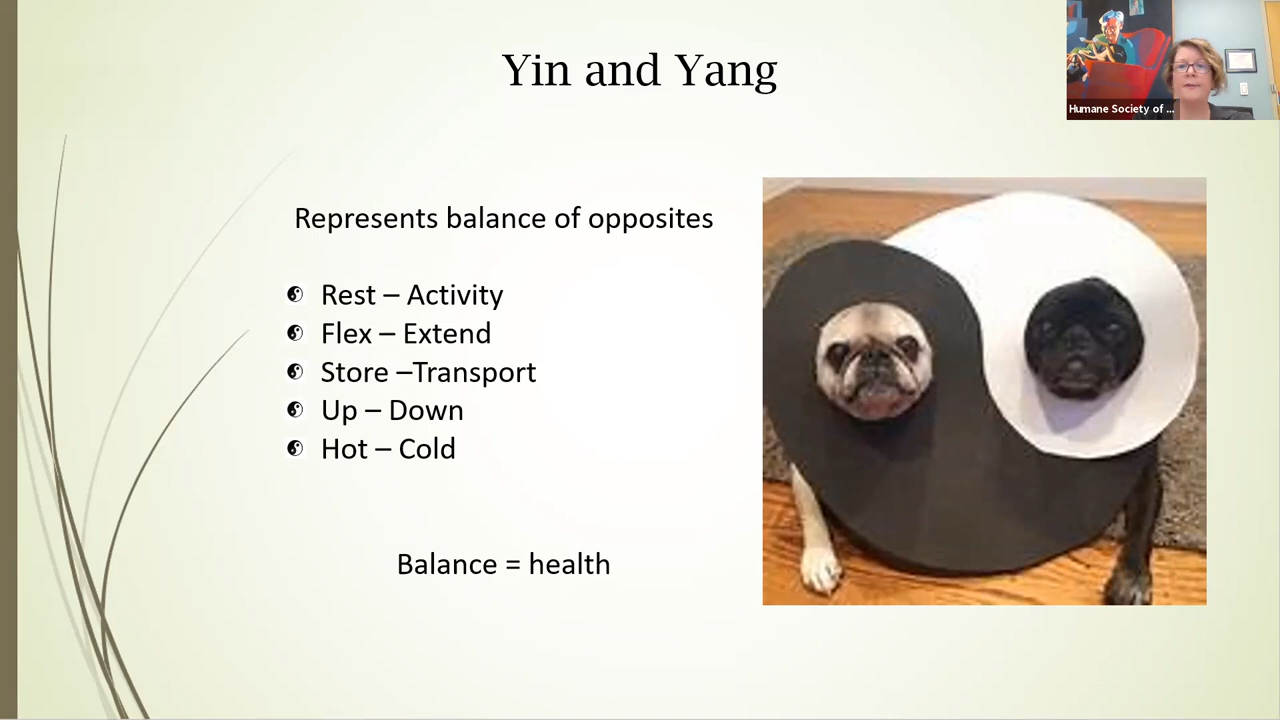 Yin and Yang
Humane Society of ...
Represents balance of opposites
Rest – Activity
Flex – Extend
Store –Transport
Up – Down
Hot – Cold
Balance = health